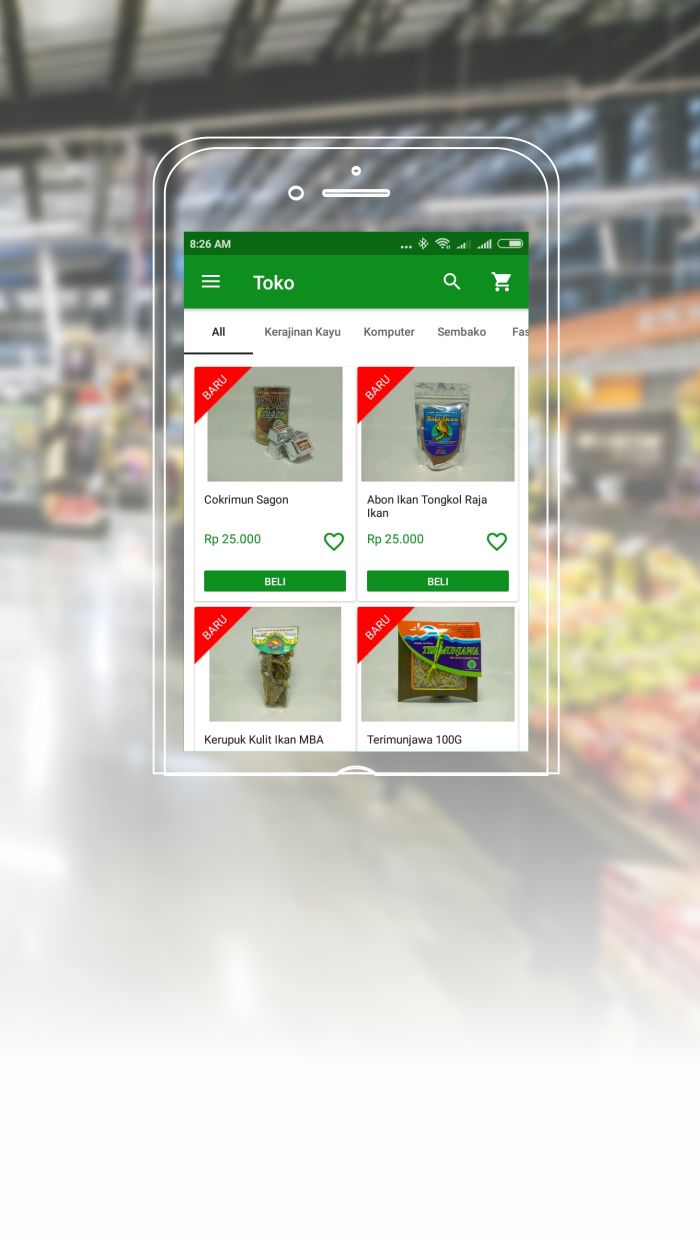 8:26 AM
Toko
All Kerajinan Kayu Komputer Sembako Fas
BARU BARU
Cokrimun Sagon
Abon Ikan Tongkol Raja
Ikan
Rp 25.000 Rp 25.000
BELI BELI
BARU BARU
TERIMUNJAWA
Kerupuk Kulit Ikan MBA
Terimunjawa 100G